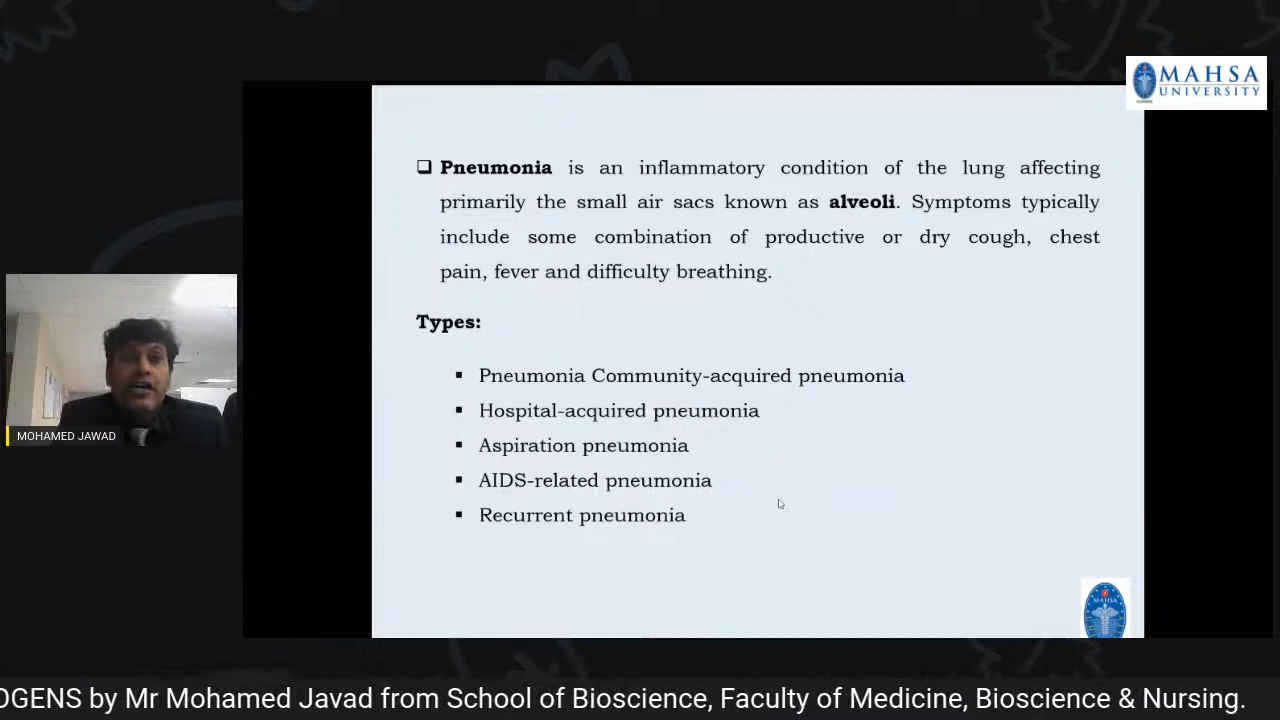 MAHSA
UNIVERSITY
Pneumonia is an inflammatory condition of the lung affecting
primarily the small air sacs known as alveoli. Symptoms typically
include some combination of productive or dry cough, chest
pain, fever and difficulty breathing.
Types:
Pneumonia Community-acquired pneumonia
Hospital-acquired pneumonia
Aspiration pneumonia
AIDS-related pneumonia
Recurrent pneumonia
MOHAMED JAWAD
MAHSA
OGENS by Mr Mohamed Javad from School of Bioscience, Faculty of Medicine, Bioscience & Nursing.